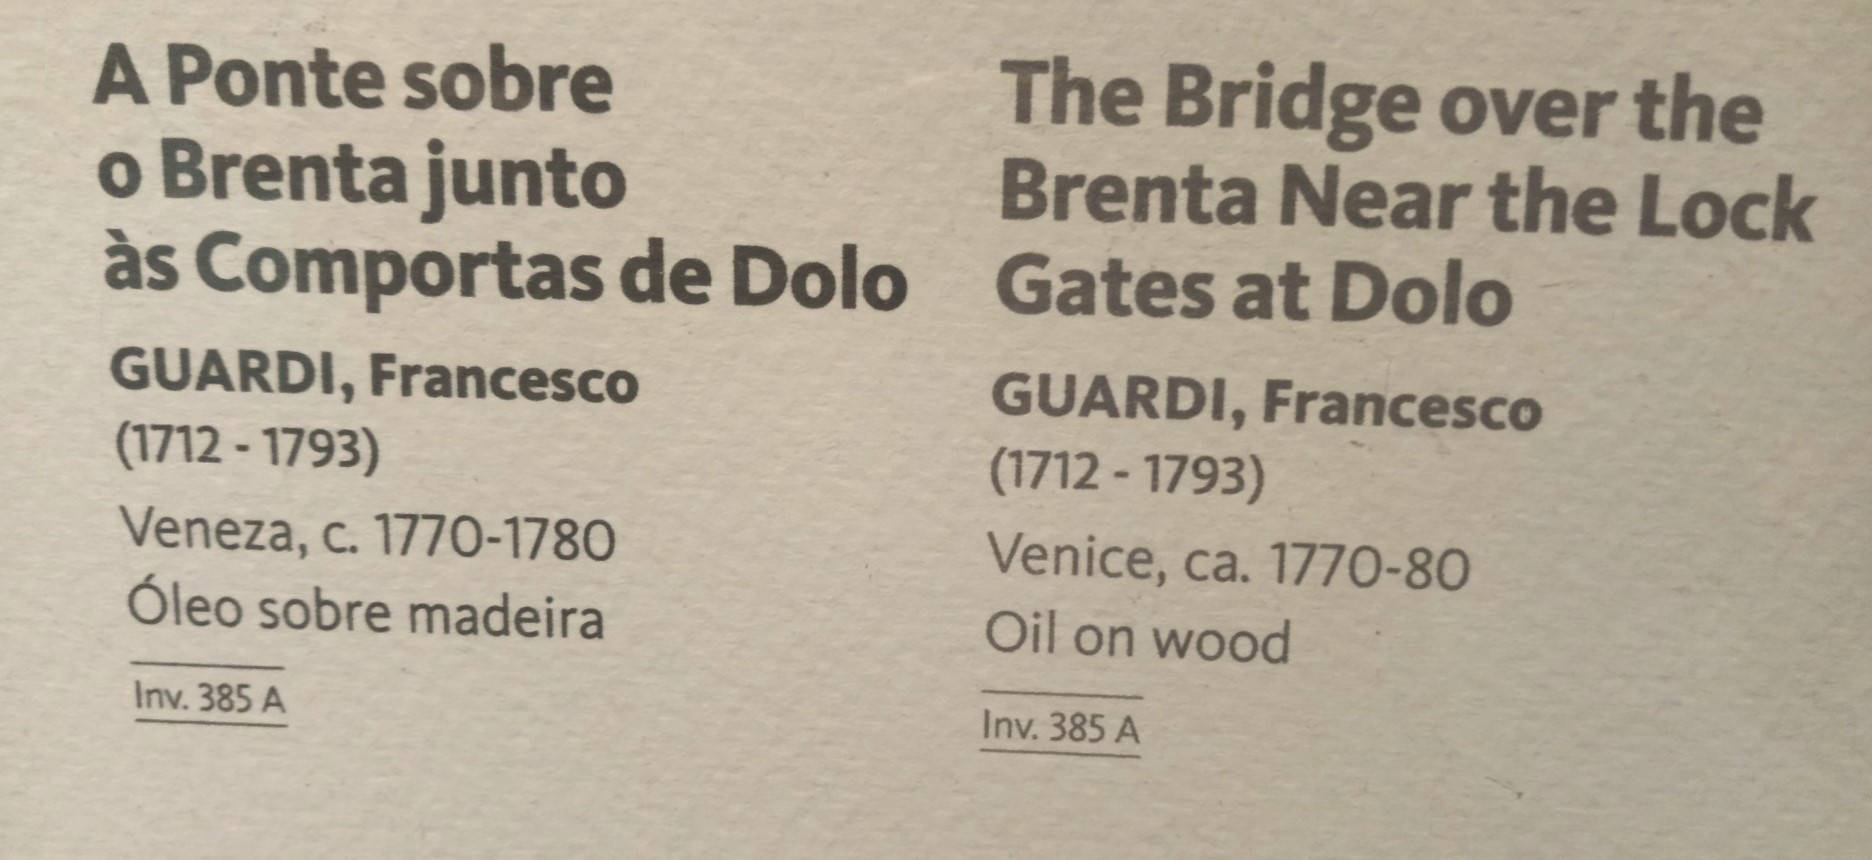 A Ponte sobre
o Brenta junto
às Comportas de Dolo
GUARDI, Francesco
(1712 - 1793)
Veneza, c. 1770-1780
Óleo sobre madeira
Inv. 385 A
The Bridge over the
Brenta Near the Lock
Gates at Dolo
GUARDI, Francesco
(1712 - 1793)
Venice, ca. 1770-80
Oil on wood
Inv. 385 A